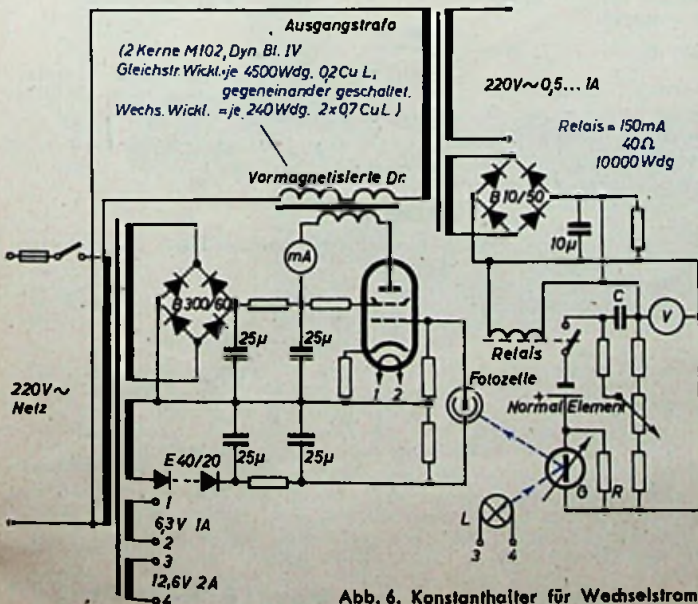 Ausgangstrafo
(2 Kerne M102, Dyn. Bl. IV
Gleichstr. Wickl. je 4500 Wdg. 0,2 Cu L,
gegeneinander geschaltet.
Wechs. Wickl. = je 240 Wdg. 2x0,7 Cu L)
Vormagnetisierte Dr.
220V~0,5...1A
Relais = 150mA
40Ω
10000 Wdg
B10/50
10µ
mA
B300/60
25µ
25µ
1 2
Relais
C
V
Fotozelle
+
Normal Element
220V~
Netz
E40/20
25µ
25µ
G
R
L
3 4
1
6,3V 1A
2
3
12,6V 2A
4
Abb. 6. Konstanthalter für Wechselstrom